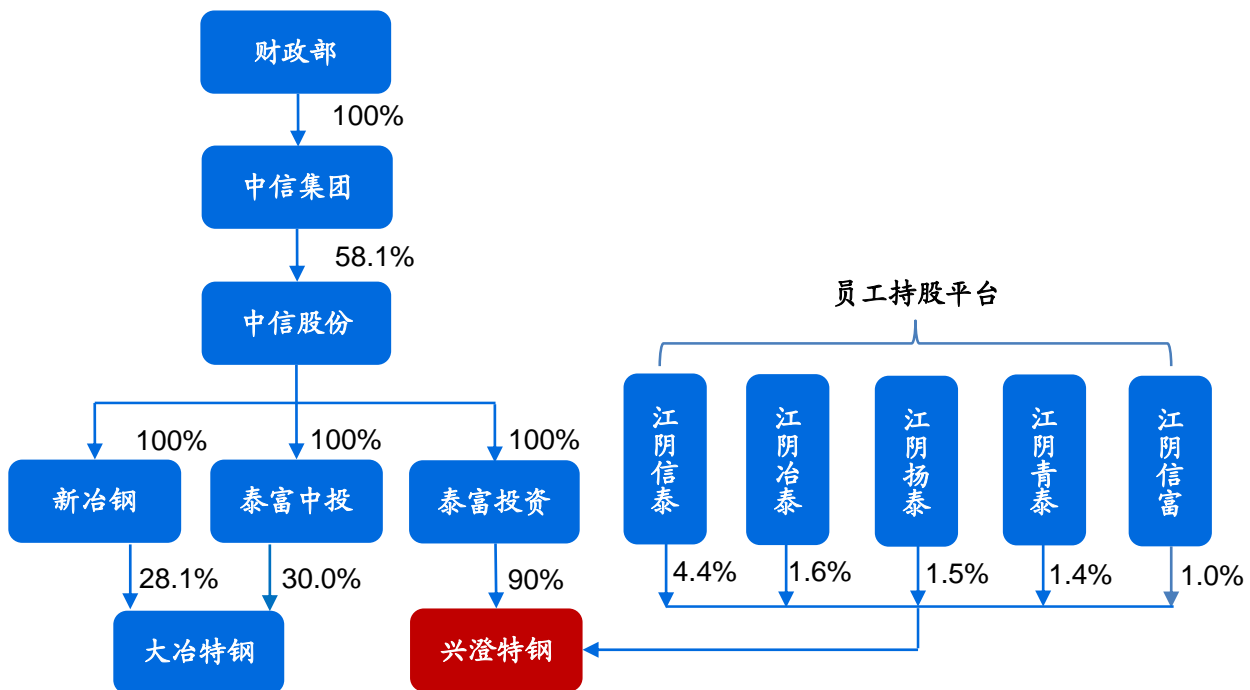 财政部
100%
中信集团
58.1%
中信股份
员工持股平台
100%
100%
100%
新冶钢
泰富中投
泰富投资
江阴信泰
江阴冶泰
江阴扬泰
江阴青泰
江阴信富
28.1%
30.0%
90%
4.4%
1.6%
1.5%
1.4%
1.0%
大冶特钢
兴澄特钢